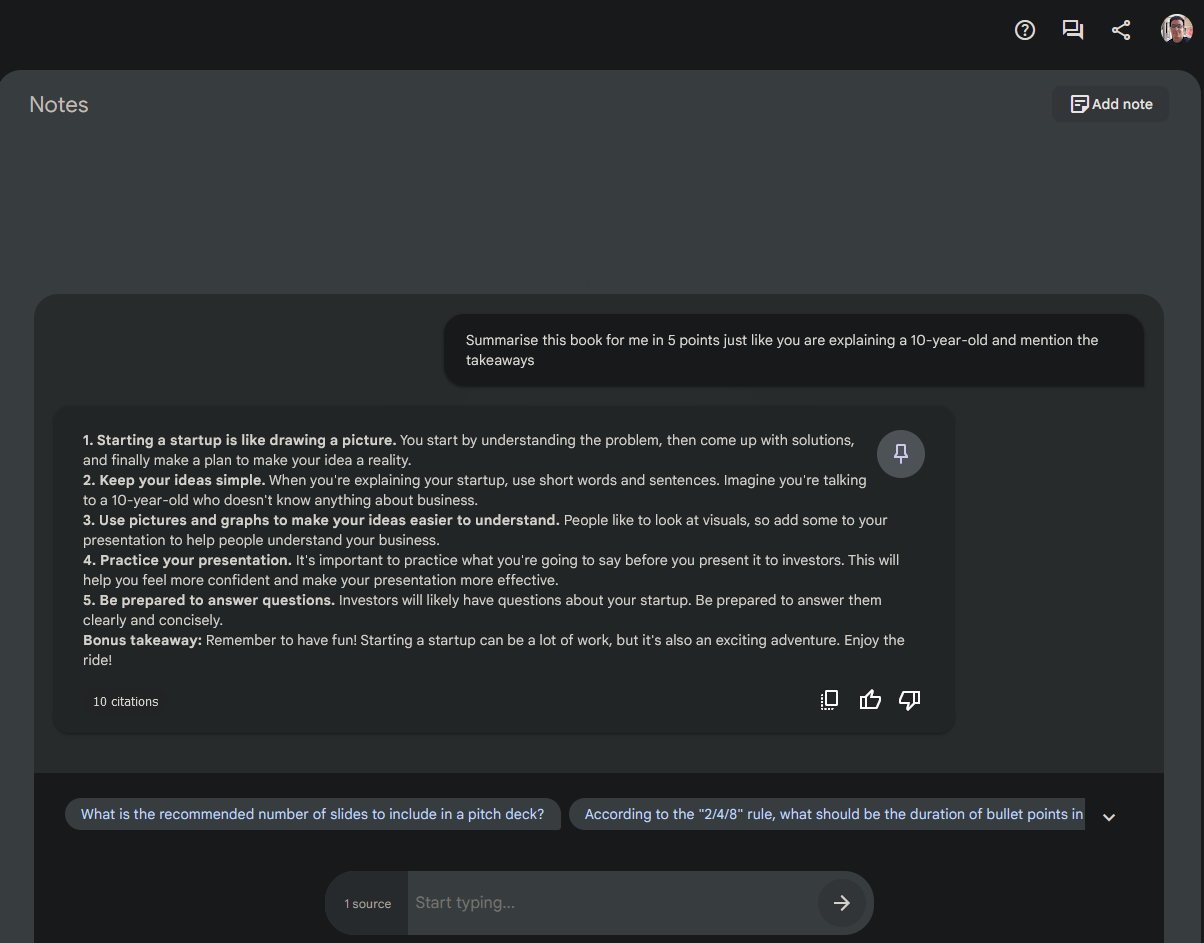 Notes
Add note
Summarise this book for me in 5 points just like you are explaining a 10-year-old and mention the
takeaways
1. Starting a startup is like drawing a picture. You start by understanding the problem, then come up with solutions,
and finally make a plan to make your idea a reality.
2. Keep your ideas simple. When you're explaining your startup, use short words and sentences. Imagine you're talking
to a 10-year-old who doesn't know anything about business.
3. Use pictures and graphs to make your ideas easier to understand. People like to look at visuals, so add some to your
presentation to help people understand your business.
4. Practice your presentation. It's important to practice what you're going to say before you present it to investors. This will
help you feel more confident and make your presentation more effective.
5. Be prepared to answer questions. Investors will likely have questions about your startup. Be prepared to answer them
clearly and concisely.
Bonus takeaway: Remember to have fun! Starting a startup can be a lot of work, but it's also an exciting adventure. Enjoy the
ride!
10 citations
What is the recommended number of slides to include in a pitch deck?
According to the "2/4/8" rule, what should be the duration of bullet points in
1 source
Start typing...